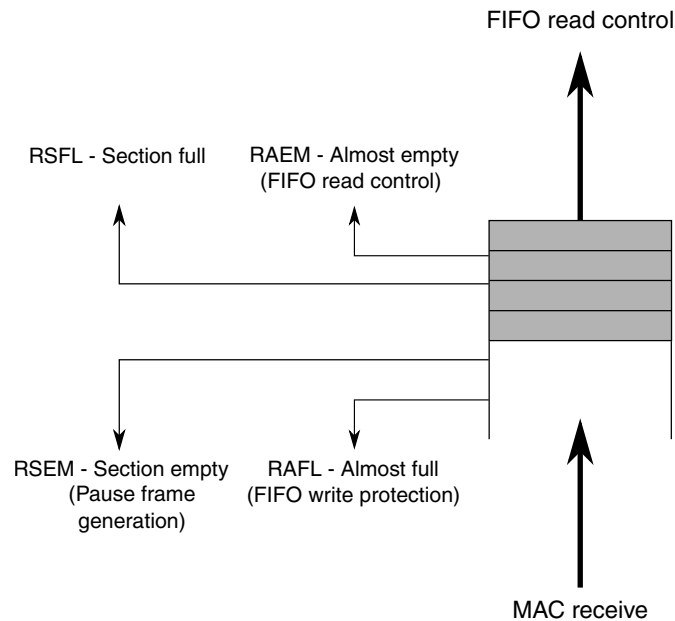 FIFO read control
RSFL - Section full
RAEM - Almost empty
(FIFO read control)
RSEM - Section empty
(Pause frame
generation)
RAFL - Almost full
(FIFO write protection)
MAC receive